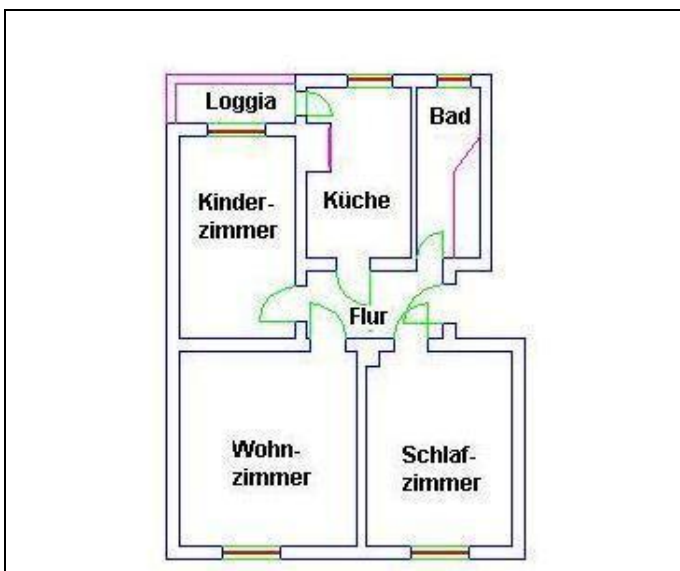 Loggia
Bad
Kinder-
zimmer
Küche
Flur
Wohn-
zimmer
Schlaf-
zimmer